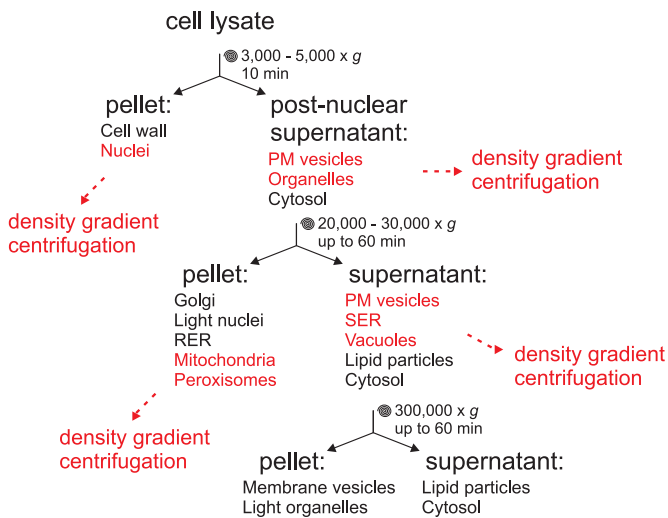 cell lysate
3,000 - 5,000 x g
10 min
pellet:
Cell wall
Nuclei
post-nuclear
supernatant:
PM vesicles
Organelles
Cytosol
density gradient
centrifugation
density gradient
centrifugation
20,000 - 30,000 x g
up to 60 min
pellet:
Golgi
Light nuclei
RER
Mitochondria
Peroxisomes
supernatant:
PM vesicles
SER
Vacuoles
Lipid particles
Cytosol
density gradient
centrifugation
density gradient
centrifugation
300,000 x g
up to 60 min
pellet:
Membrane vesicles
Light organelles
supernatant:
Lipid particles
Cytosol